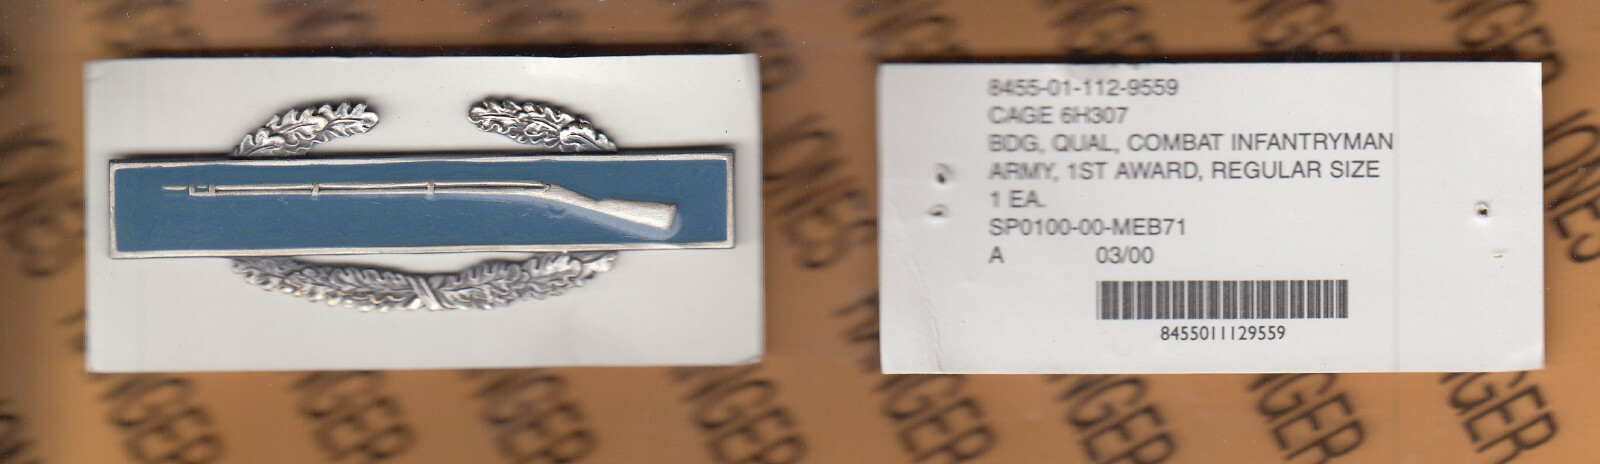 8455-01-112-9559
CAGE 6H307
BDG, QUAL, COMBAT INFANTRYMAN
ARMY, 1ST AWARD, REGULAR SIZE
1 EA.
SP0100-00-MEB71
A 03/00
8455011129559